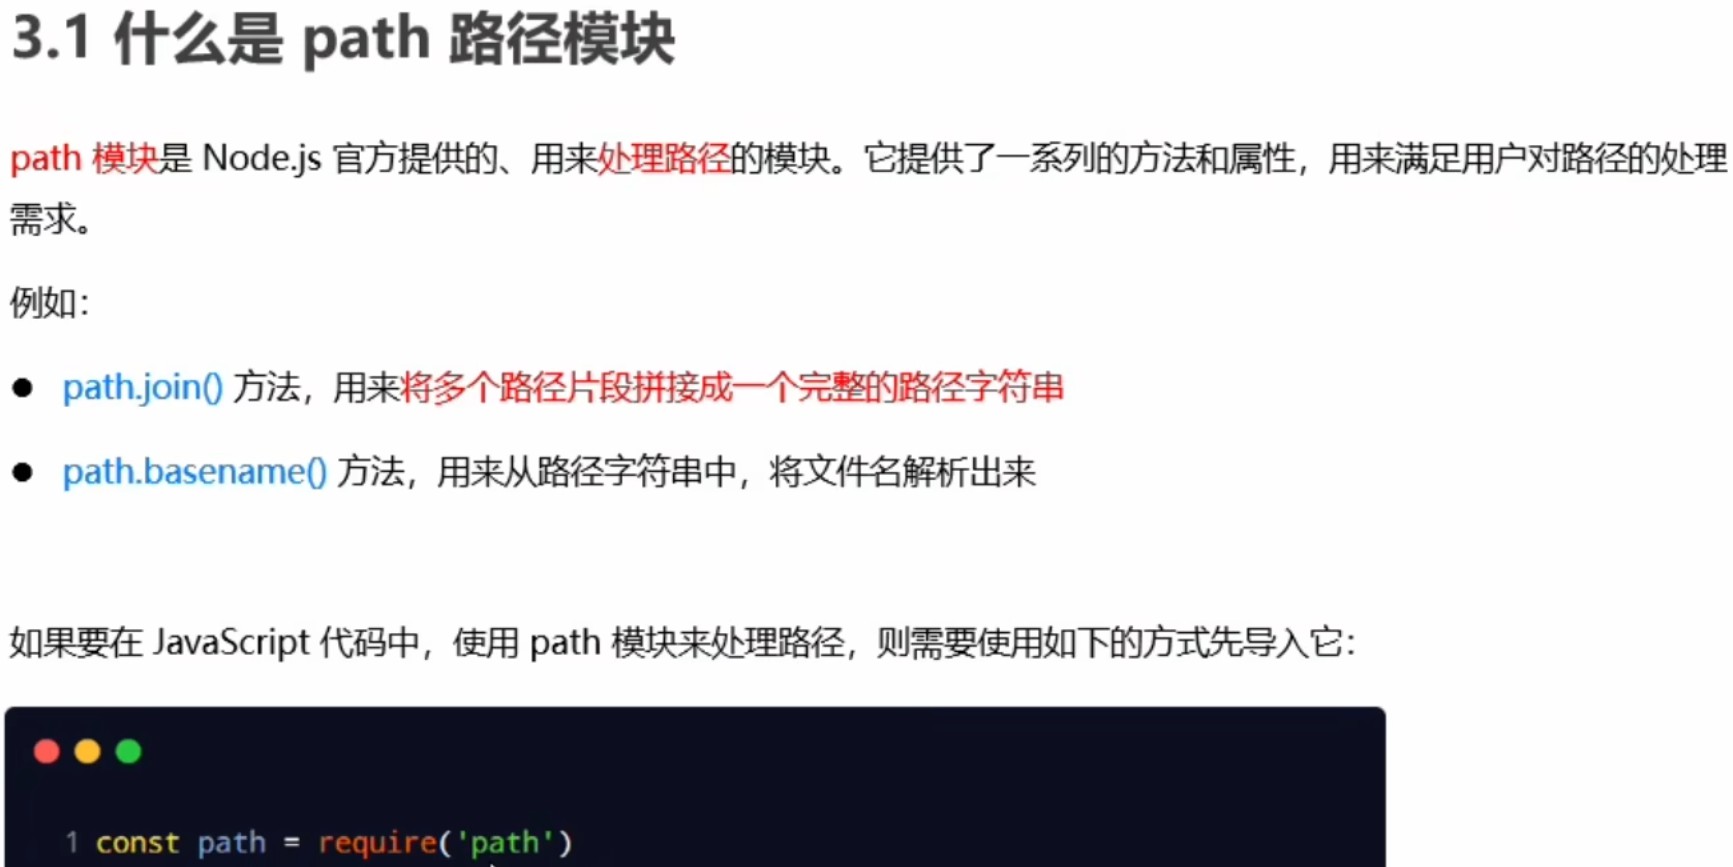 3.1 什么是 path 路径模块
path 模块是 Node.js 官方提供的、用来处理路径的模块。它提供了一系列的方法和属性，用来满足用户对路径的处理
需求。
例如：
● path.join() 方法，用来将多个路径片段拼接成一个完整的路径字符串
● path.basename() 方法，用来从路径字符串中，将文件名解析出来
如果要在 JavaScript 代码中，使用 path 模块来处理路径，则需要使用如下的方式先导入它：
1 const path = require('path')